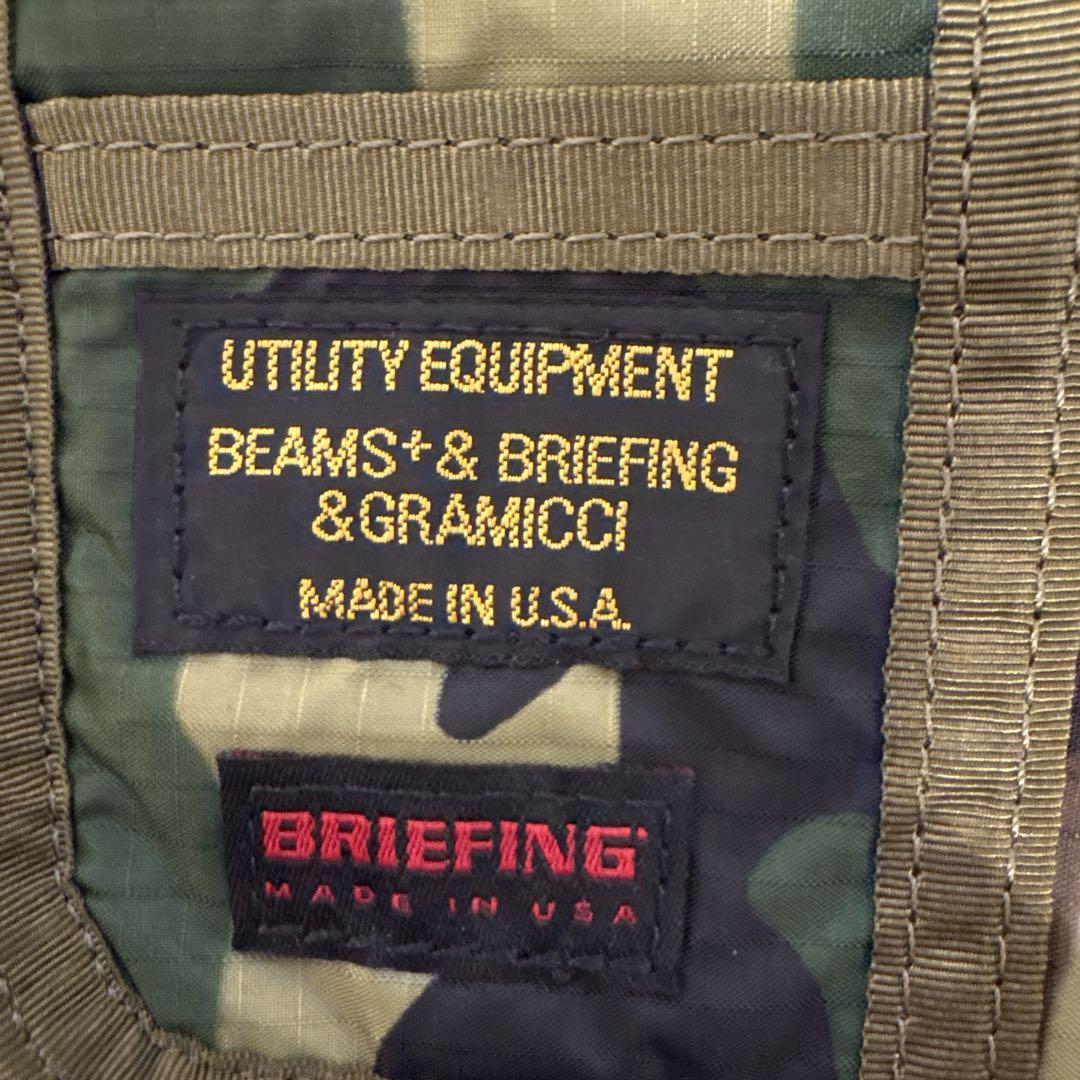 UTILITY EQUIPMENT
BEAMS+ & BRIEFING
&GRAMICCI
MADE IN U.S.A.
BRIEFING
MADE IN USA